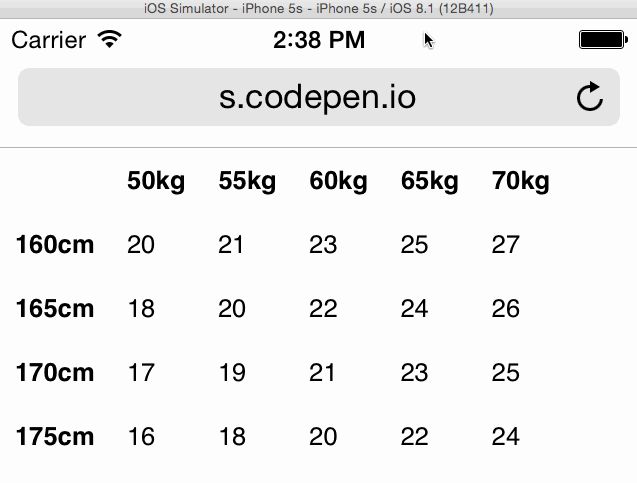 iOS Simulator - iPhone 5s - iPhone 5s / iOS 8.1 (12B411)
Carrier 2:38 PM
s.codepen.io
50kg 55kg 60kg 65kg 70kg
160cm 20 21 23 25 27
165cm 18 20 22 24 26
170cm 17 19 21 23 25
175cm 16 18 20 22 24